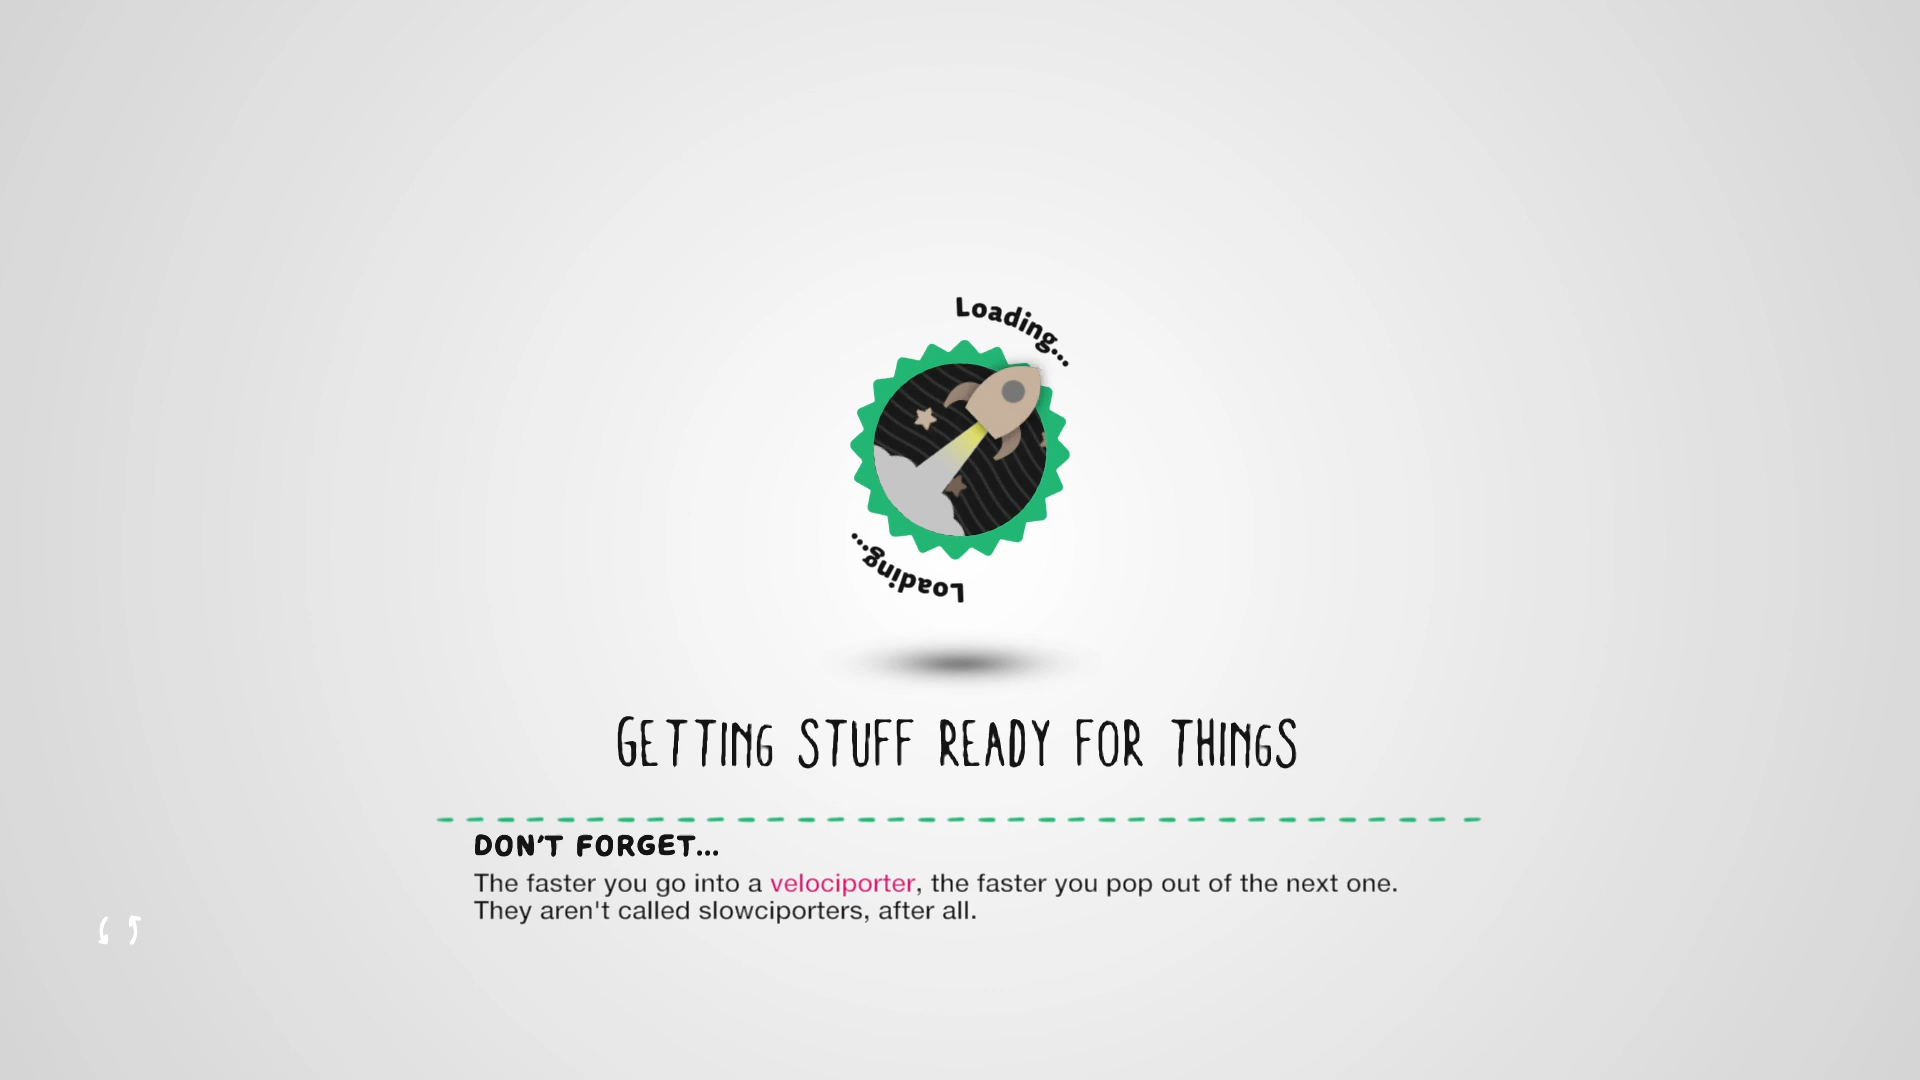 Loading...
Loading...
GETTING STUFF READY FOR THINGS
DON'T FORGET...
The faster you go into a velociporter, the faster you pop out of the next one.
They aren't called slowciporters, after all.